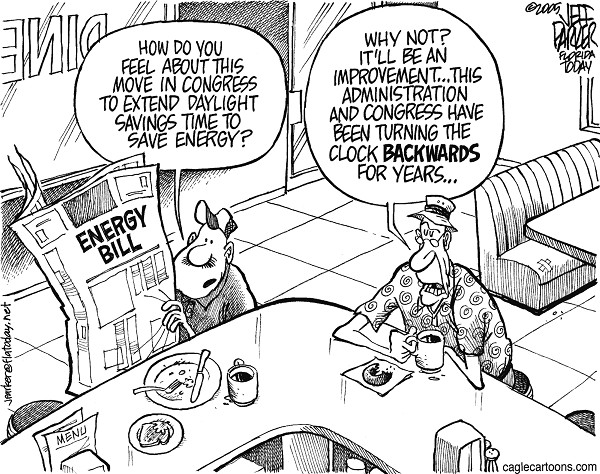 ©2005 JEFF
PARKER
FLORIDA
TODAY
DINE
HOW DO YOU
FEEL ABOUT THIS
MOVE IN CONGRESS
TO EXTEND DAYLIGHT
SAVINGS TIME TO
SAVE ENERGY?
WHY NOT?
IT'LL BE AN
IMPROVEMENT...THIS
ADMINISTRATION
AND CONGRESS HAVE
BEEN TURNING THE
CLOCK BACKWARDS
FOR YEARS...
ENERGY
BILL
jparker@flatoday.net
MENU
caglecartoons.com